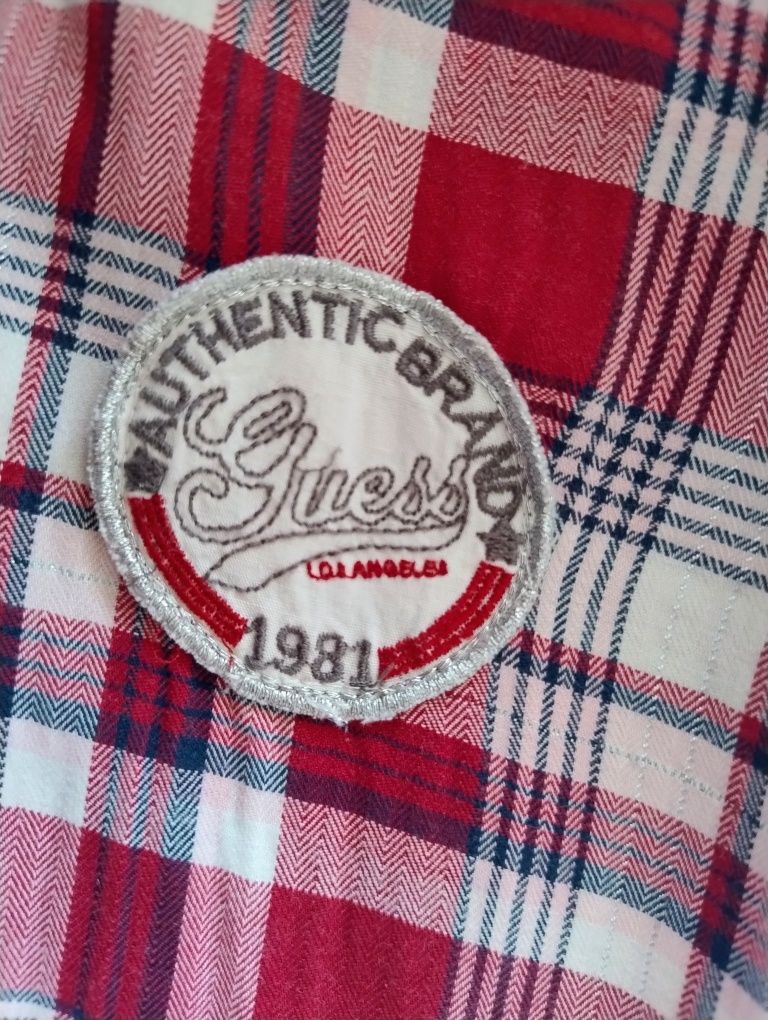 AUTHENTIC BRAND
Guess
LOS ANGELES
1981